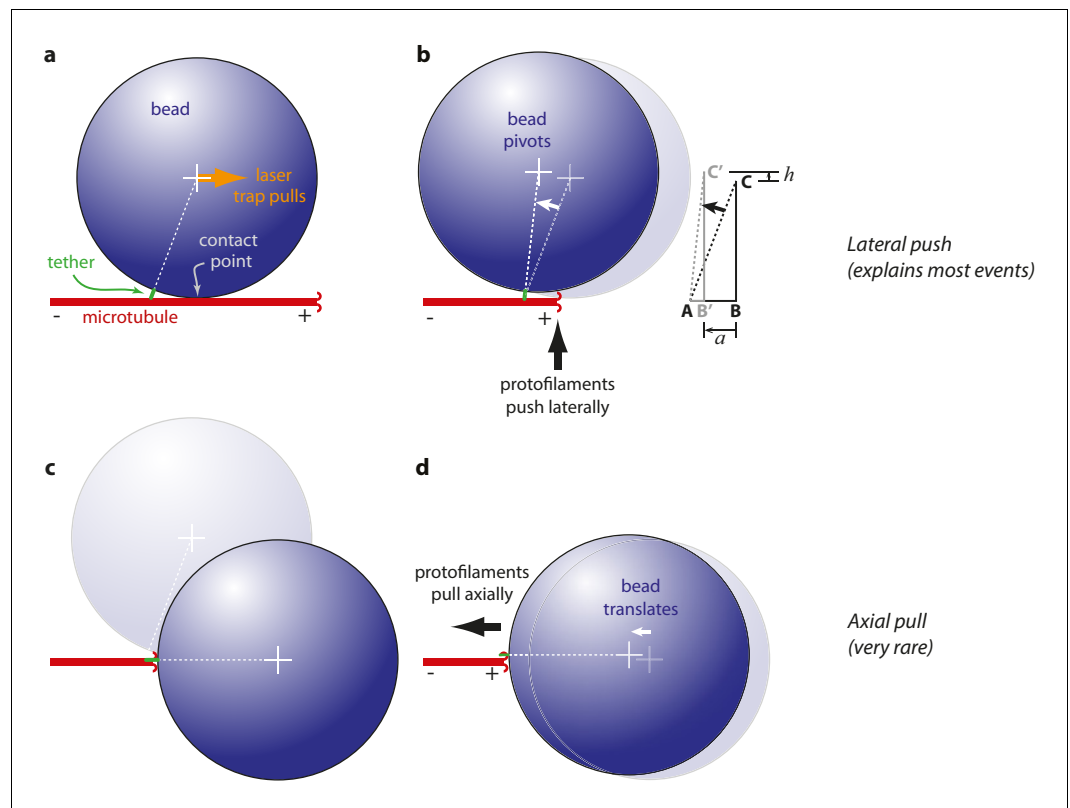 a
bead
laser
trap pulls
contact
point
tether
-
microtubule
+
b
bead
pivots
-
+
protofilaments
push laterally
C'
C
h
A
B'
B
a
Lateral push
(explains most events)
c
d
protofilaments
pull axially
bead
translates
-
+
Axial pull
(very rare)